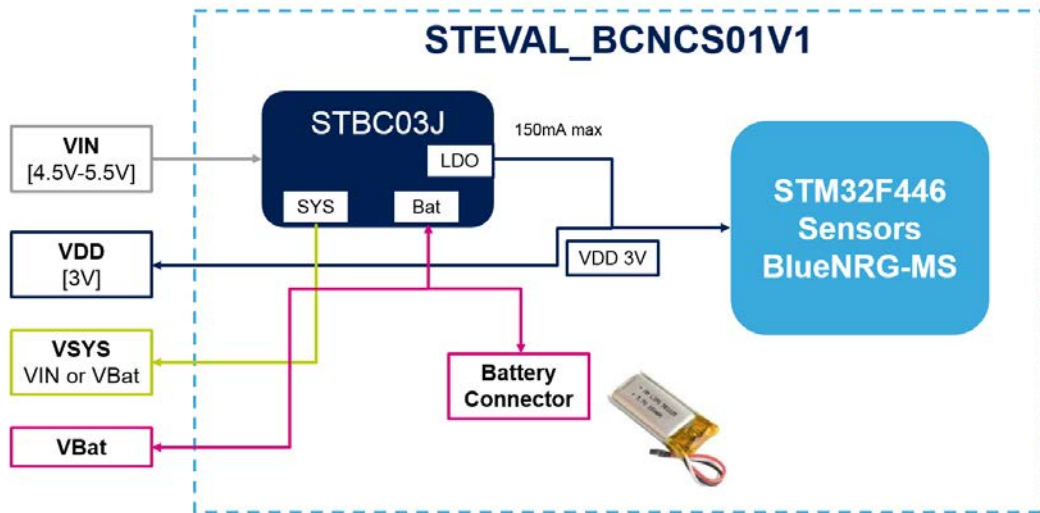 STEVAL_BCNCS01V1
STBC03J
150mA max
VIN
[4.5V-5.5V]
LDO
SYS
Bat
STM32F446
Sensors
BlueNRG-MS
VDD
[3V]
VDD 3V
VSYS
VIN or VBat
Battery
Connector
VBat